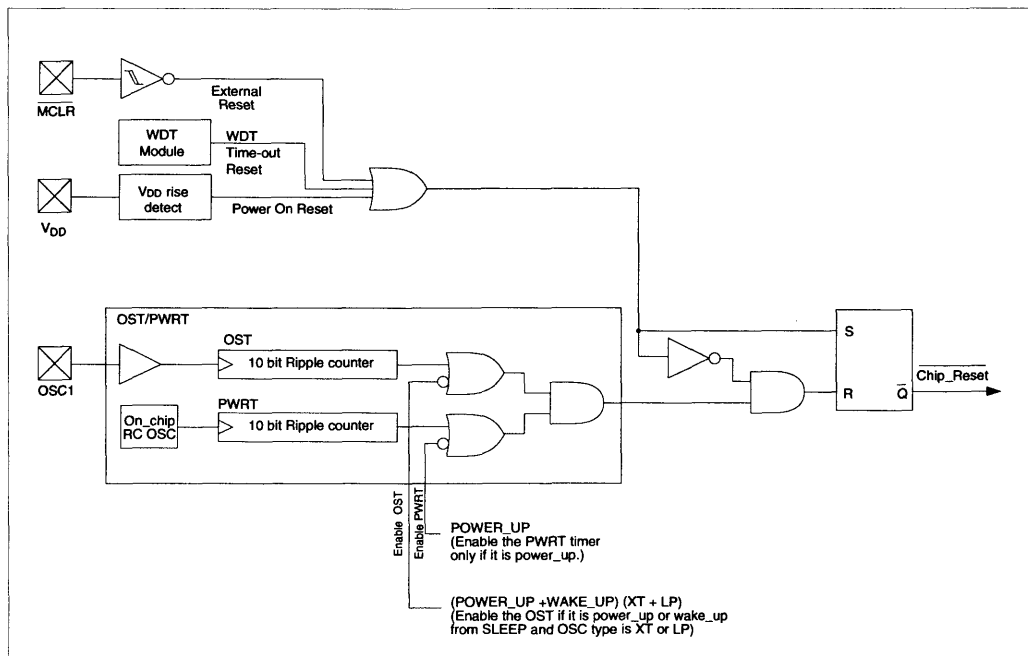 MCLR
External
Reset
WDT
Module
WDT
Time-out
Reset
VDD rise
detect
Power On Reset
VDD
OST/PWRT
OST
10 bit Ripple counter
OSC1
On_chip
RC OSC
PWRT
10 bit Ripple counter
S
R
Q
Chip_Reset
Enable OST
Enable PWRT
POWER_UP
(Enable the PWRT timer
only if it is power_up.)
(POWER_UP +WAKE_UP) (XT + LP)
(Enable the OST if it is power_up or wake_up
from SLEEP and OSC type is XT or LP)